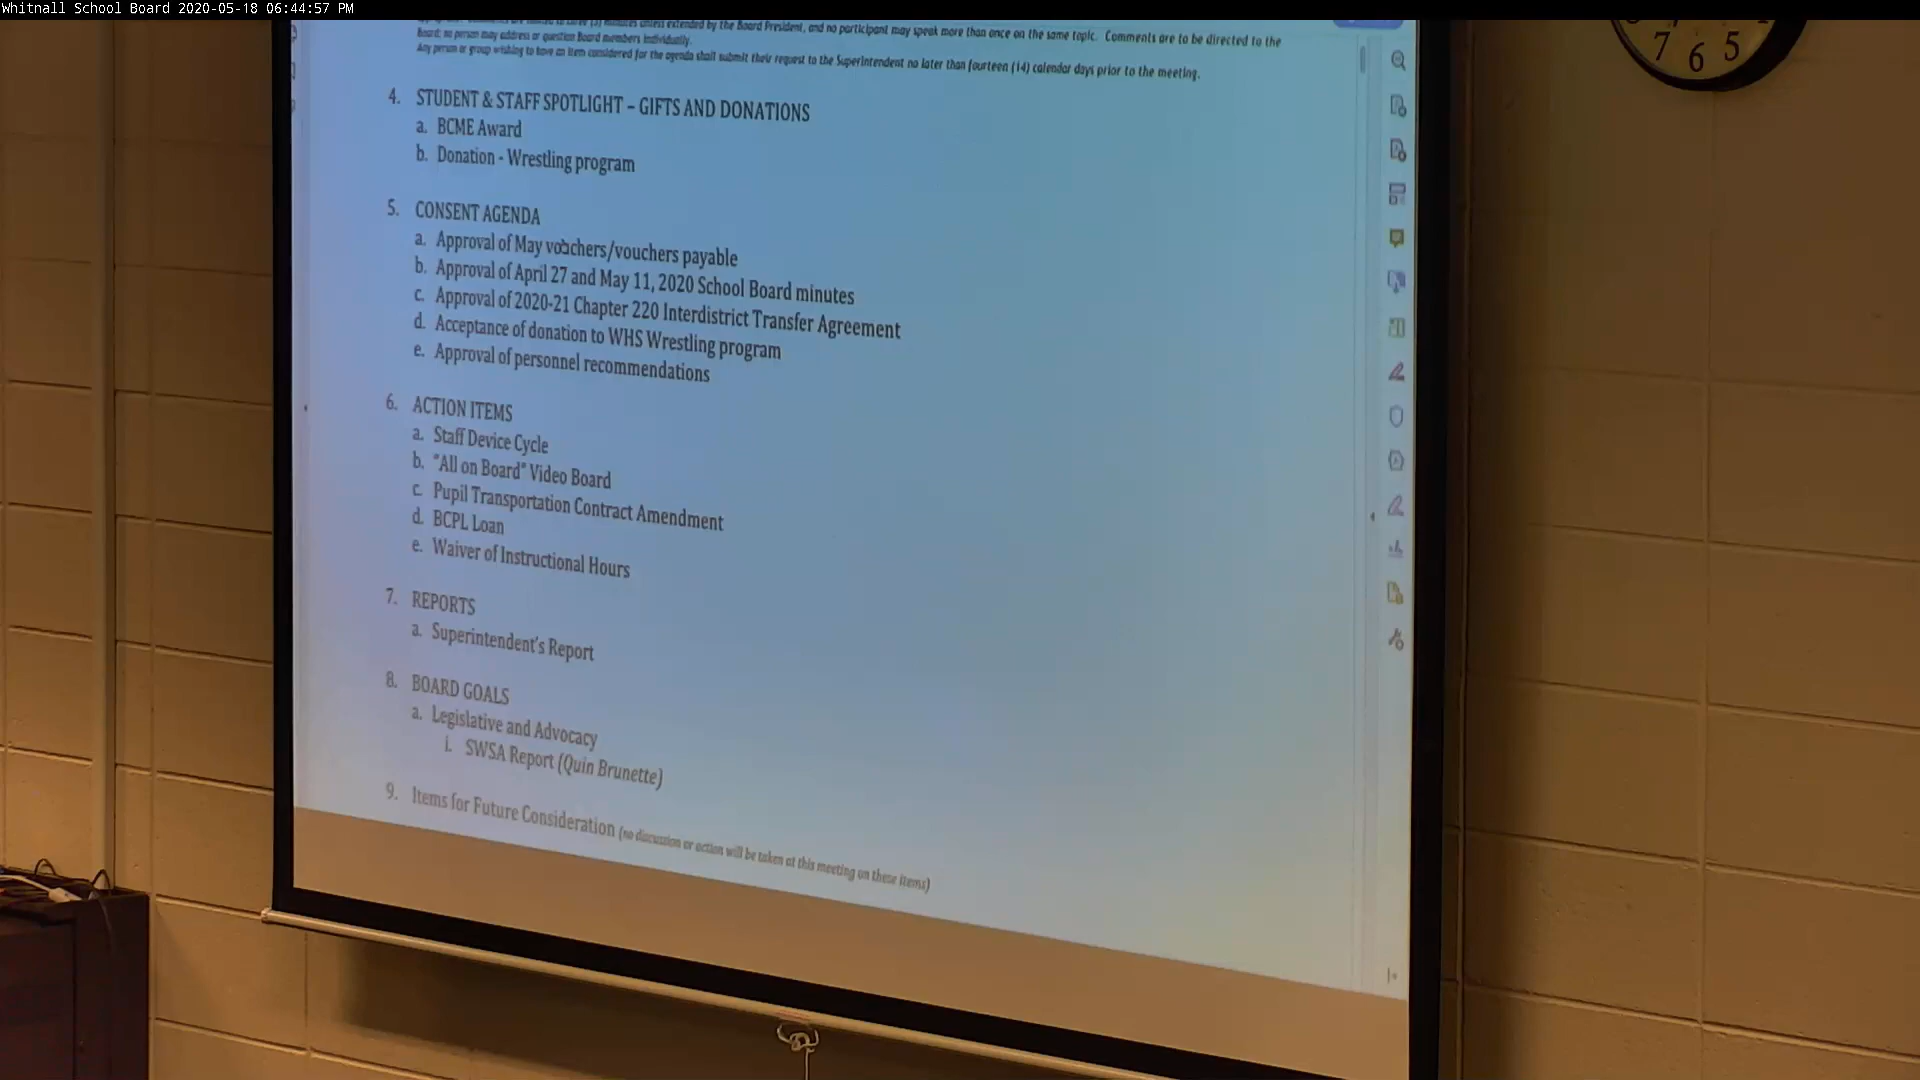 Whitnall School Board 2020-05-18 06:44:57 PM
minutes unless extended by the Board President, and no participant may speak more than once on the same topic. Comments are to be directed to the
Board; no person may address or question Board members individually.
Any person or group wishing to have an item considered for the agenda shall submit their request to the Superintendent no later than fourteen (14) calendar days prior to the meeting.
4. STUDENT & STAFF SPOTLIGHT – GIFTS AND DONATIONS
a. BCME Award
b. Donation - Wrestling program
5. CONSENT AGENDA
a. Approval of May vouchers/vouchers payable
b. Approval of April 27 and May 11, 2020 School Board minutes
c. Approval of 2020-21 Chapter 220 Interdistrict Transfer Agreement
d. Acceptance of donation to WHS Wrestling program
e. Approval of personnel recommendations
6. ACTION ITEMS
a. Staff Device Cycle
b. "All on Board" Video Board
c. Pupil Transportation Contract Amendment
d. BCPL Loan
e. Waiver of Instructional Hours
7. REPORTS
a. Superintendent's Report
8. BOARD GOALS
a. Legislative and Advocacy
i. SWSA Report (Quin Brunette)
9. Items for Future Consideration (no discussion or action will be taken at this meeting on these items)
7 6 5